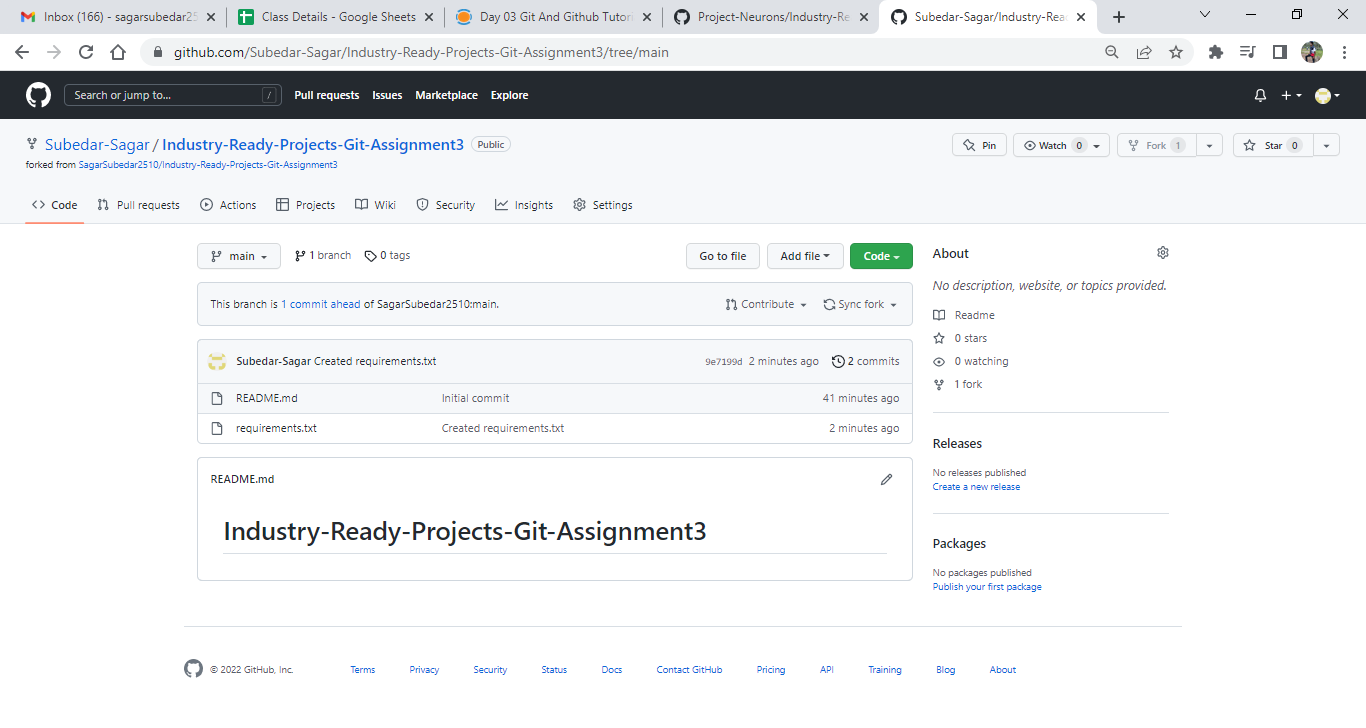 Inbox (166) - sagarsubedar25
Class Details - Google Sheets
Day 03 Git And Github Tutori
Project-Neurons/Industry-Re
Subedar-Sagar/Industry-Rea
github.com/Subedar-Sagar/Industry-Ready-Projects-Git-Assignment3/tree/main
Search or jump to... / Pull requests Issues Marketplace Explore
Subedar-Sagar / Industry-Ready-Projects-Git-Assignment3 Public
forked from SagarSubedar2510/Industry-Ready-Projects-Git-Assignment3
Pin Watch 0 Fork 1 Star 0
Code Pull requests Actions Projects Wiki Security Insights Settings
main 1 branch 0 tags Go to file Add file Code
This branch is 1 commit ahead of SagarSubedar2510:main. Contribute Sync fork
Subedar-Sagar Created requirements.txt 9e7199d 2 minutes ago 2 commits
README.md Initial commit 41 minutes ago
requirements.txt Created requirements.txt 2 minutes ago
README.md
Industry-Ready-Projects-Git-Assignment3
About
No description, website, or topics provided.
Readme
0 stars
0 watching
1 fork
Releases
No releases published
Create a new release
Packages
No packages published
Publish your first package
© 2022 GitHub, Inc. Terms Privacy Security Status Docs Contact GitHub Pricing API Training Blog About